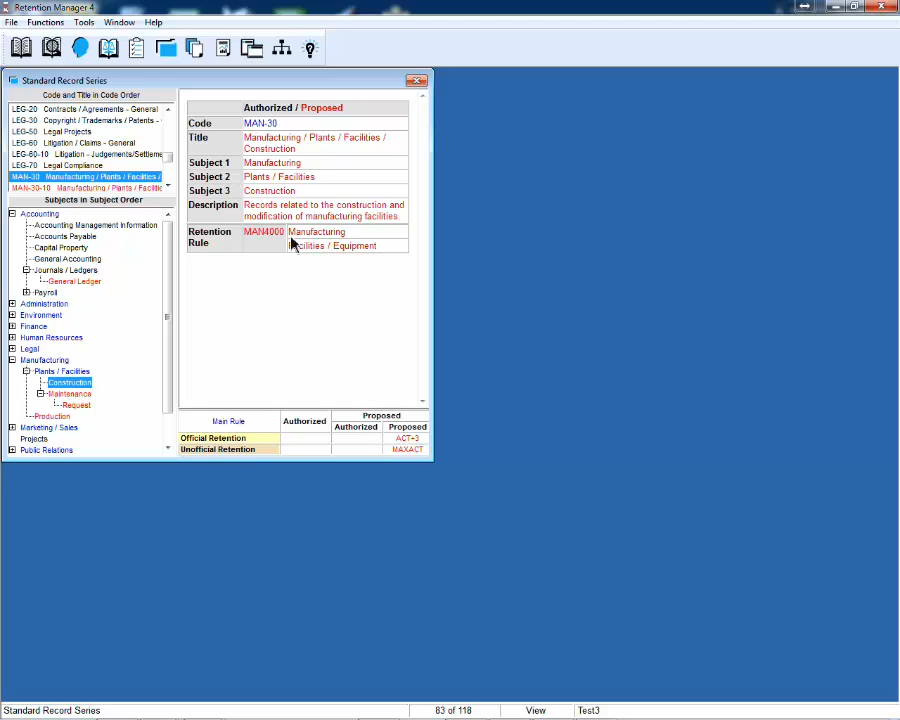 Retention Manager 4
File Functions Tools Window Help
Standard Record Series
Code and Title in Code Order
LEG-20 Contracts / Agreements - General
LEG-30 Copyright / Trademarks / Patents -
LEG-50 Legal Projects
LEG-60 Litigation / Claims - General
LEG-60-10 Litigation - Judgements/Settleme
LEG-70 Legal Compliance
MAN-30 Manufacturing / Plants / Facilities /
MAN-30-10 Manufacturing / Plants / Faciliti
Subjects in Subject Order
Accounting
Accounting Management Information
Accounts Payable
Capital Property
General Accounting
Journals / Ledgers
General Ledger
Payroll
Administration
Environment
Finance
Human Resources
Legal
Manufacturing
Plants / Facilities
Construction
Maintenance
Request
Production
Marketing / Sales
Projects
Public Relations
Authorized / Proposed
Code MAN-30
Title Manufacturing / Plants / Facilities /
Construction
Subject 1 Manufacturing
Subject 2 Plants / Facilities
Subject 3 Construction
Description Records related to the construction and
modification of manufacturing facilities.
Retention MAN4000 Manufacturing
Rule Facilities / Equipment
Main Rule Authorized Proposed
Authorized Proposed
Official Retention ACT+3
Unofficial Retention MAXACT
Standard Record Series 83 of 118 View Test3